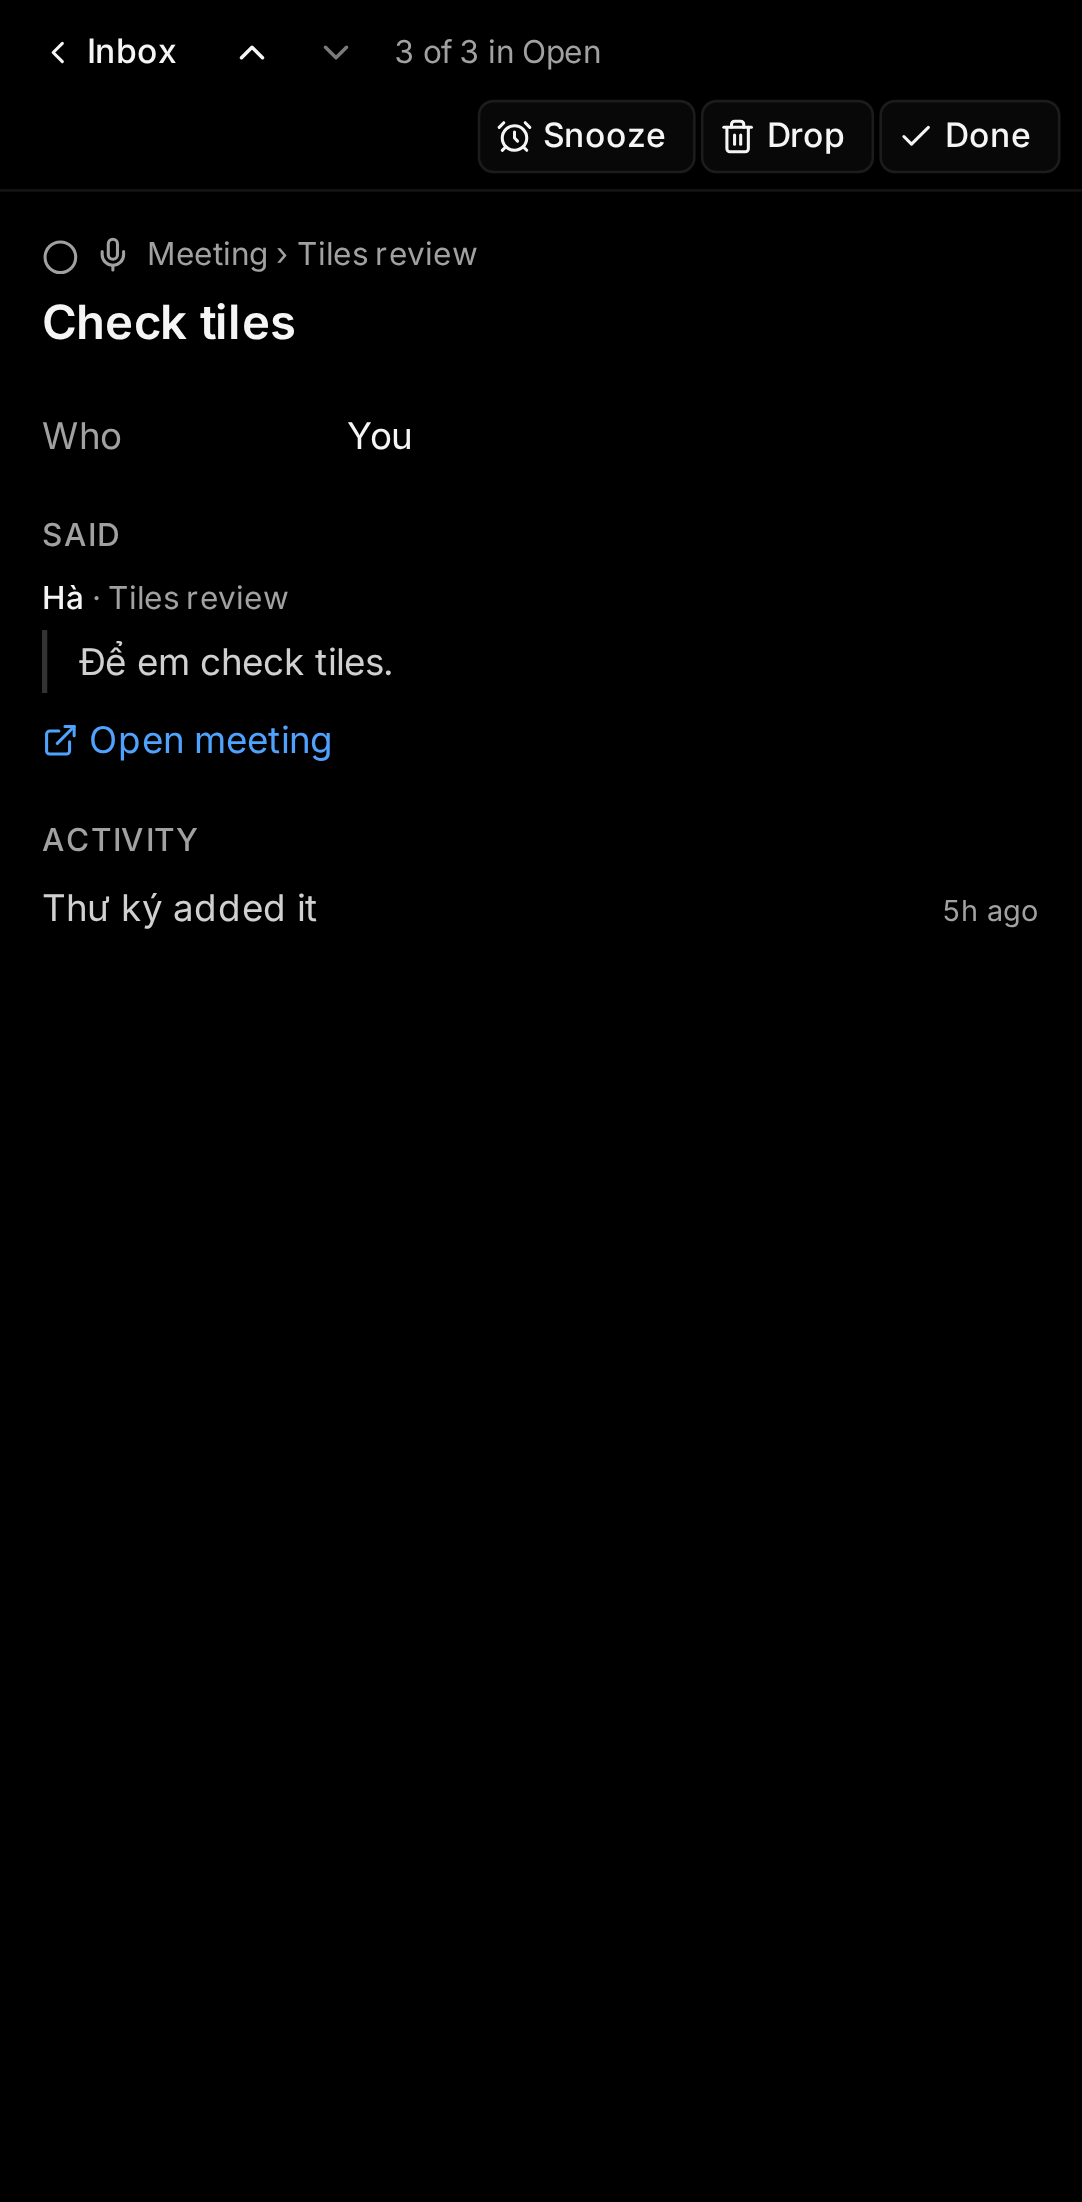 Inbox 3 of 3 in Open
Snooze Drop Done
Meeting › Tiles review
Check tiles
Who You
SAID
Hà · Tiles review
Để em check tiles.
Open meeting
ACTIVITY
Thư ký added it 5h ago